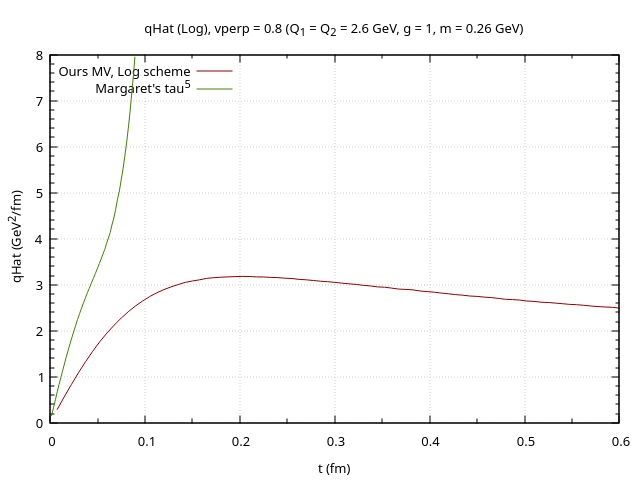 qHat (Log), vperp = 0.8 (Q₁ = Q₂ = 2.6 GeV, g = 1, m = 0.26 GeV)
Ours MV, Log scheme
Margaret's tau⁵
8
7
6
5
4
3
2
1
0
qHat (GeV²/fm)
0 0.1 0.2 0.3 0.4 0.5 0.6
t (fm)